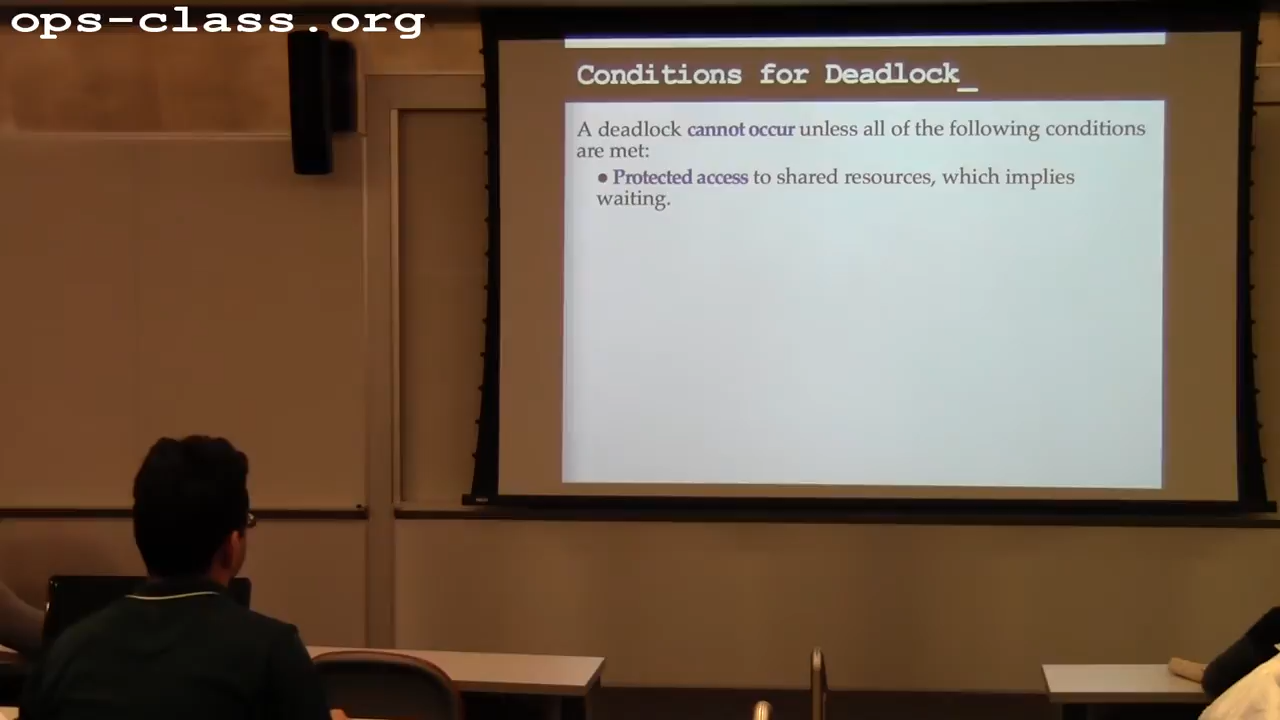 ops-class.org
Conditions for Deadlock_
A deadlock cannot occur unless all of the following conditions
are met:
● Protected access to shared resources, which implies
waiting.